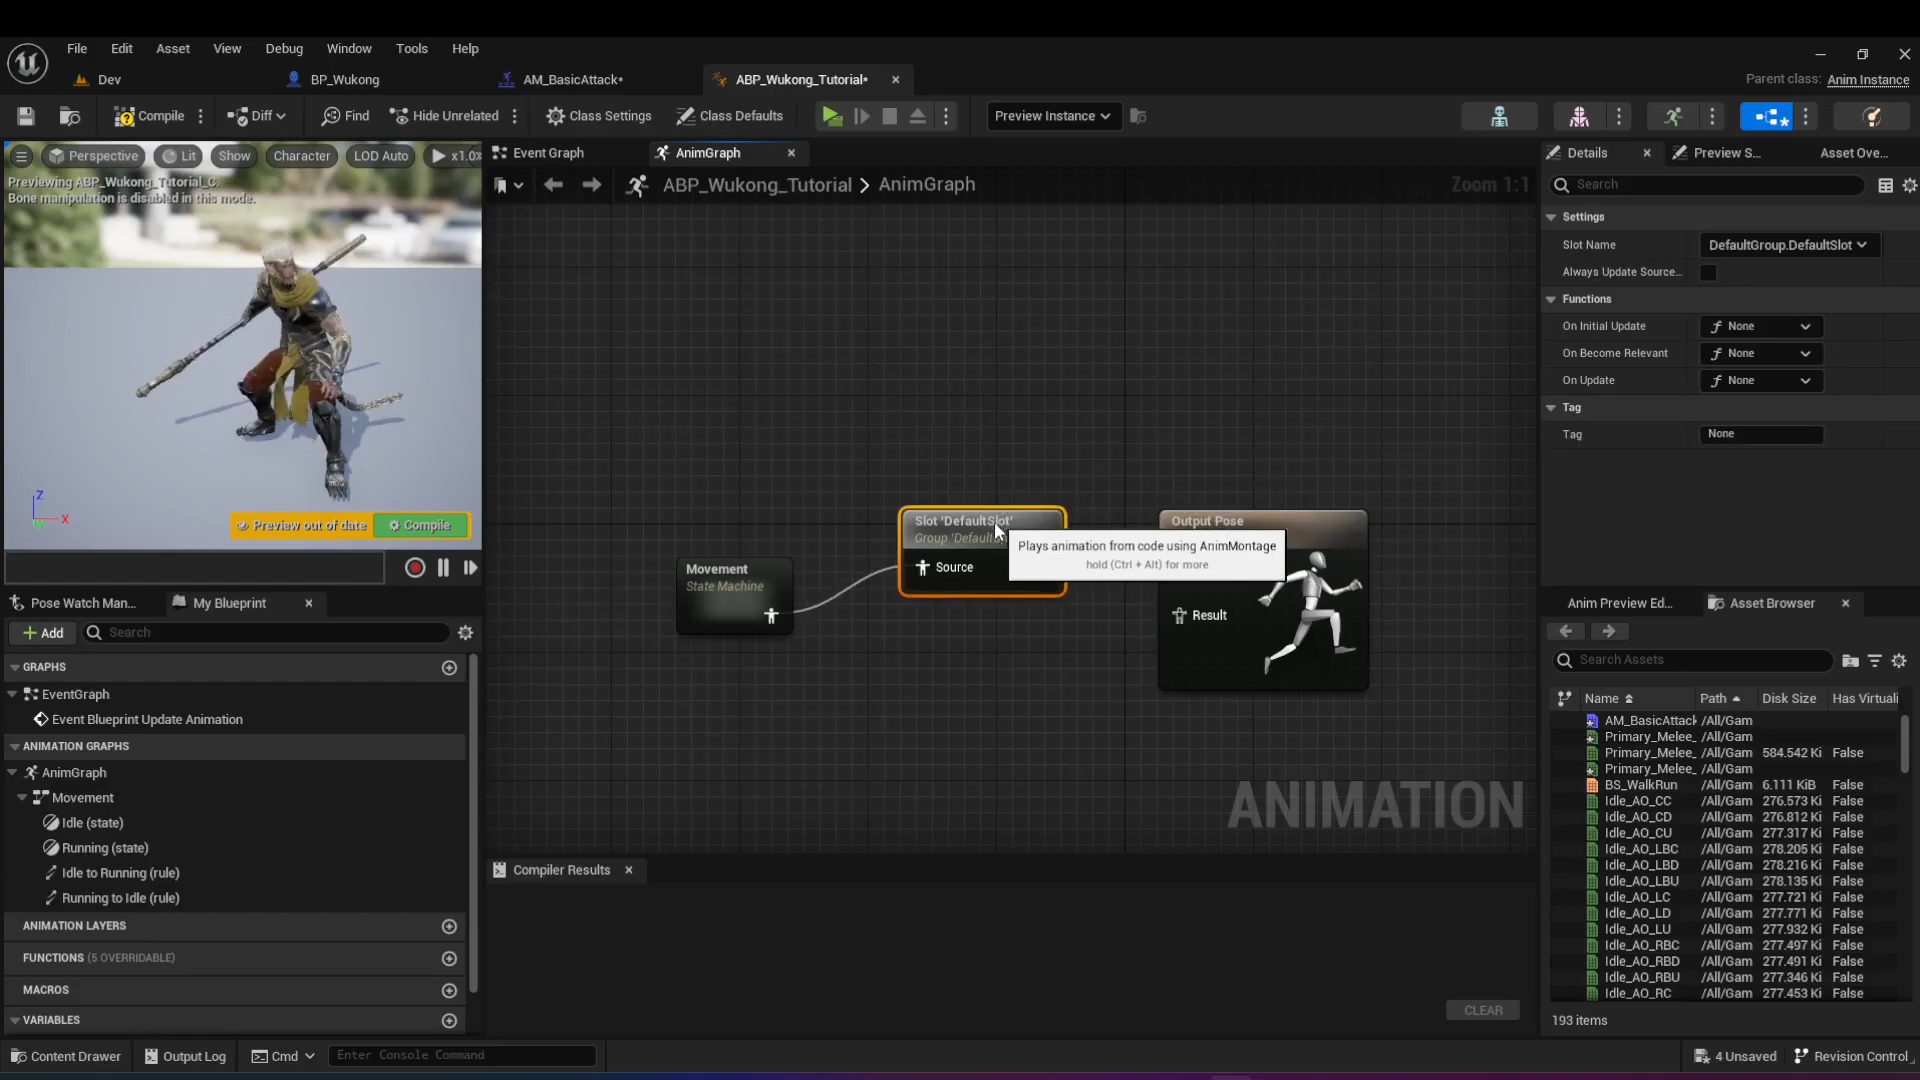 File Edit Asset View Debug Window Tools Help
Dev BP_Wukong AM_BasicAttack* ABP_Wukong_Tutorial*
Parent class: Anim Instance
Compile Diff Find Hide Unrelated Class Settings Class Defaults Preview Instance
Perspective Lit Show Character LOD Auto x1.0
Previewing ABP_Wukong_Tutorial_C.
Bone manipulation is disabled in this mode.
Z
X
Y
Preview out of date Compile
Event Graph AnimGraph
ABP_Wukong_Tutorial > AnimGraph Zoom 1:1
Movement
State Machine
Slot 'DefaultSlot'
Source
Plays animation from code using AnimMontage
hold (Ctrl + Alt) for more
Output Pose
Result
ANIMATION
Compiler Results
CLEAR
Pose Watch Man... My Blueprint
Add Search
GRAPHS
EventGraph
Event Blueprint Update Animation
ANIMATION GRAPHS
AnimGraph
Movement
Idle (state)
Running (state)
Idle to Running (rule)
Running to Idle (rule)
ANIMATION LAYERS
FUNCTIONS (5 OVERRIDABLE)
MACROS
VARIABLES
Details Preview S... Asset Ove...
Search
Settings
Slot Name DefaultGroup.DefaultSlot
Always Update Source...
Functions
On Initial Update None
On Become Relevant None
On Update None
Tag
Tag None
Anim Preview Ed... Asset Browser
Search Assets
Name Path Disk Size Has Virtuali
AM_BasicAttack /All/Gam
Primary_Melee_ /All/Gam
Primary_Melee_ /All/Gam 584.542 Ki False
Primary_Melee_ /All/Gam
BS_WalkRun /All/Gam 6.111 KiB False
Idle_AO_CC /All/Gam 276.573 Ki False
Idle_AO_CD /All/Gam 276.812 Ki False
Idle_AO_CU /All/Gam 277.317 Ki False
Idle_AO_LBC /All/Gam 278.205 Ki False
Idle_AO_LBD /All/Gam 278.216 Ki False
Idle_AO_LBU /All/Gam 278.135 Ki False
Idle_AO_LC /All/Gam 277.721 Ki False
Idle_AO_LD /All/Gam 277.771 Ki False
Idle_AO_LU /All/Gam 277.932 Ki False
Idle_AO_RBC /All/Gam 277.497 Ki False
Idle_AO_RBD /All/Gam 277.491 Ki False
Idle_AO_RBU /All/Gam 277.346 Ki False
Idle_AO_RC /All/Gam 277.453 Ki False
193 items
Content Drawer Output Log Cmd Enter Console Command 4 Unsaved Revision Control